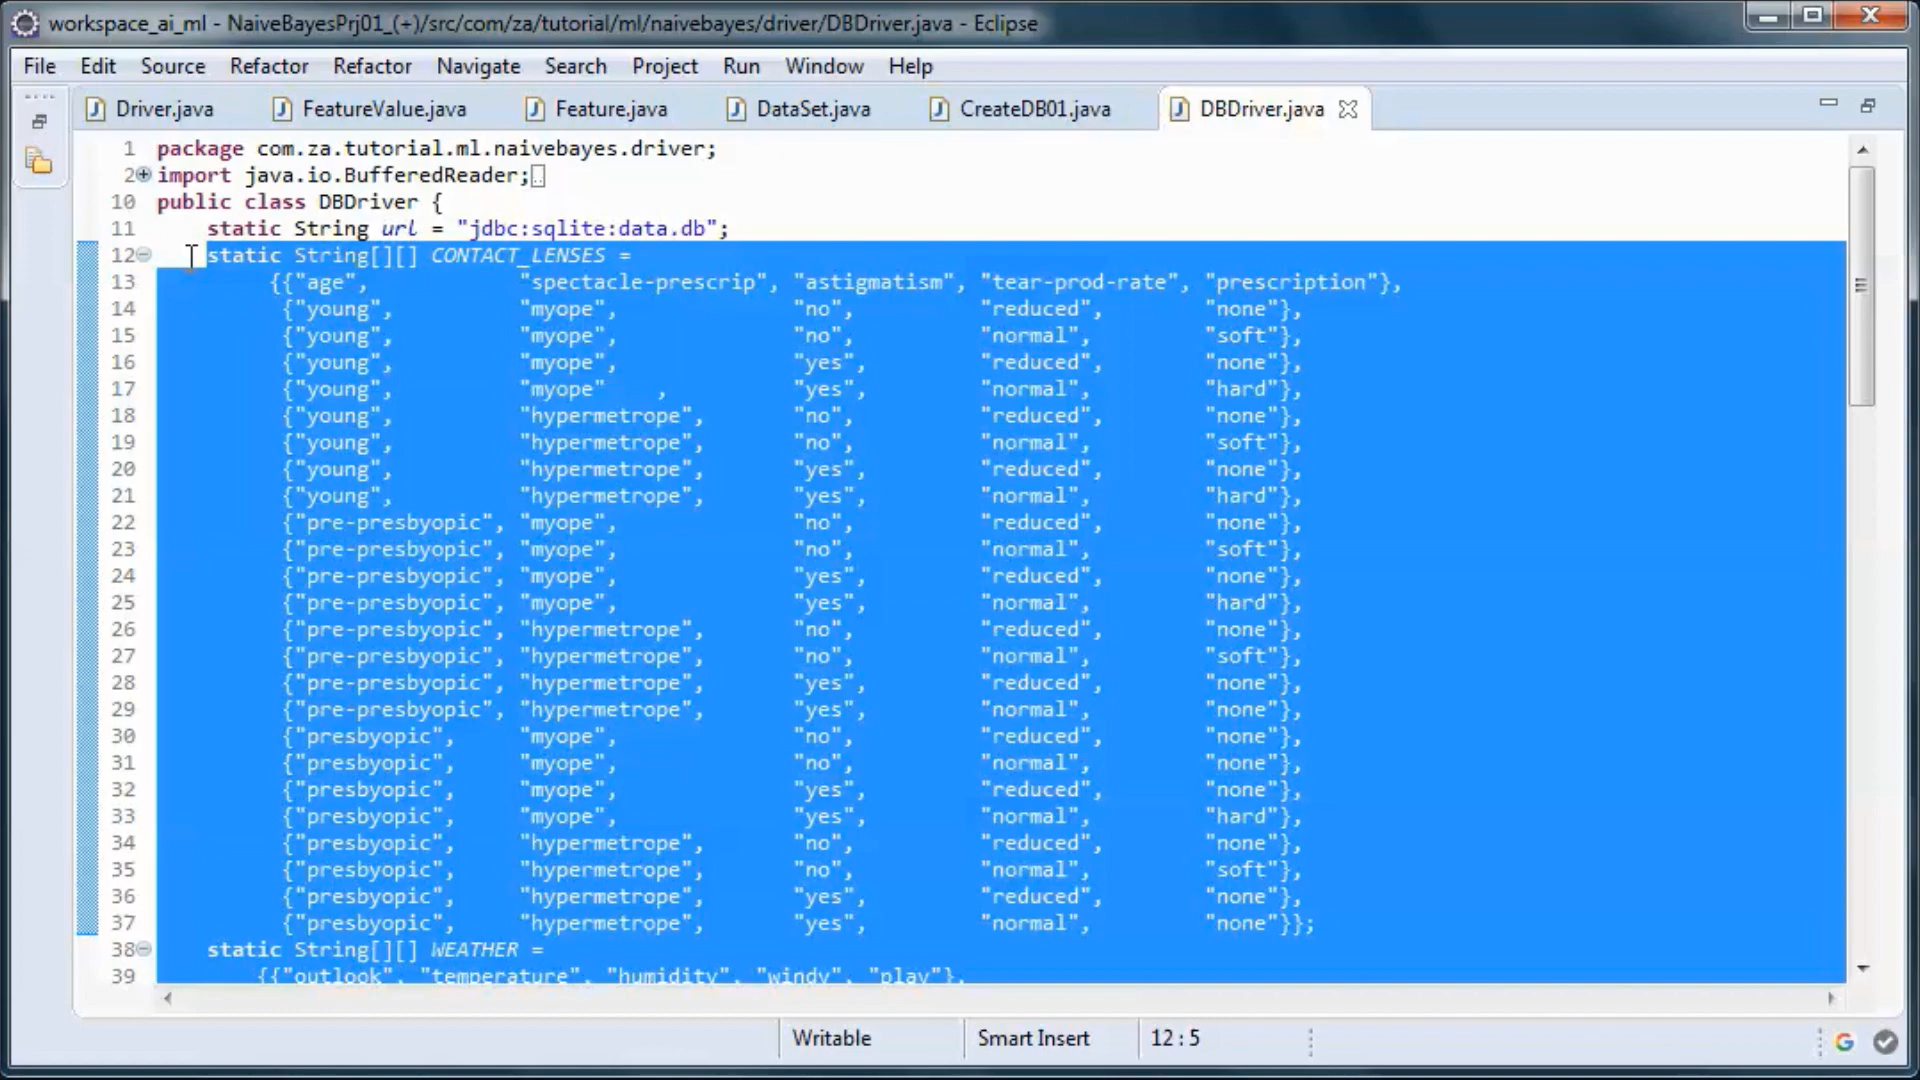 workspace_ai_ml - NaiveBayesPrj01_(+)/src/com/za/tutorial/ml/naivebayes/driver/DBDriver.java - Eclipse
File Edit Source Refactor Refactor Navigate Search Project Run Window Help
Driver.java FeatureValue.java Feature.java DataSet.java CreateDB01.java DBDriver.java
1 package com.za.tutorial.ml.naivebayes.driver;
2 import java.io.BufferedReader;
10 public class DBDriver {
11 static String url = "jdbc:sqlite:data.db";
12 static String[][] CONTACT_LENSES =
13 {{"age", "spectacle-prescrip", "astigmatism", "tear-prod-rate", "prescription"},
14 {"young", "myope", "no", "reduced", "none"},
15 {"young", "myope", "no", "normal", "soft"},
16 {"young", "myope", "yes", "reduced", "none"},
17 {"young", "myope" , "yes", "normal", "hard"},
18 {"young", "hypermetrope", "no", "reduced", "none"},
19 {"young", "hypermetrope", "no", "normal", "soft"},
20 {"young", "hypermetrope", "yes", "reduced", "none"},
21 {"young", "hypermetrope", "yes", "normal", "hard"},
22 {"pre-presbyopic", "myope", "no", "reduced", "none"},
23 {"pre-presbyopic", "myope", "no", "normal", "soft"},
24 {"pre-presbyopic", "myope", "yes", "reduced", "none"},
25 {"pre-presbyopic", "myope", "yes", "normal", "hard"},
26 {"pre-presbyopic", "hypermetrope", "no", "reduced", "none"},
27 {"pre-presbyopic", "hypermetrope", "no", "normal", "soft"},
28 {"pre-presbyopic", "hypermetrope", "yes", "reduced", "none"},
29 {"pre-presbyopic", "hypermetrope", "yes", "normal", "none"},
30 {"presbyopic", "myope", "no", "reduced", "none"},
31 {"presbyopic", "myope", "no", "normal", "none"},
32 {"presbyopic", "myope", "yes", "reduced", "none"},
33 {"presbyopic", "myope", "yes", "normal", "hard"},
34 {"presbyopic", "hypermetrope", "no", "reduced", "none"},
35 {"presbyopic", "hypermetrope", "no", "normal", "soft"},
36 {"presbyopic", "hypermetrope", "yes", "reduced", "none"},
37 {"presbyopic", "hypermetrope", "yes", "normal", "none"}};
38 static String[][] WEATHER =
39 {{"outlook", "temperature", "humidity", "windy", "play"},
Writable Smart Insert 12 : 5